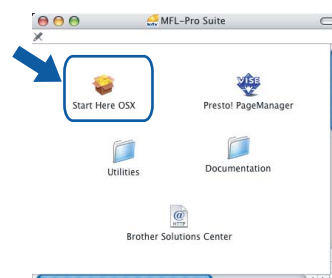 MFL-Pro Suite
Start Here OSX
Presto! PageManager
Utilities
Documentation
Brother Solutions Center